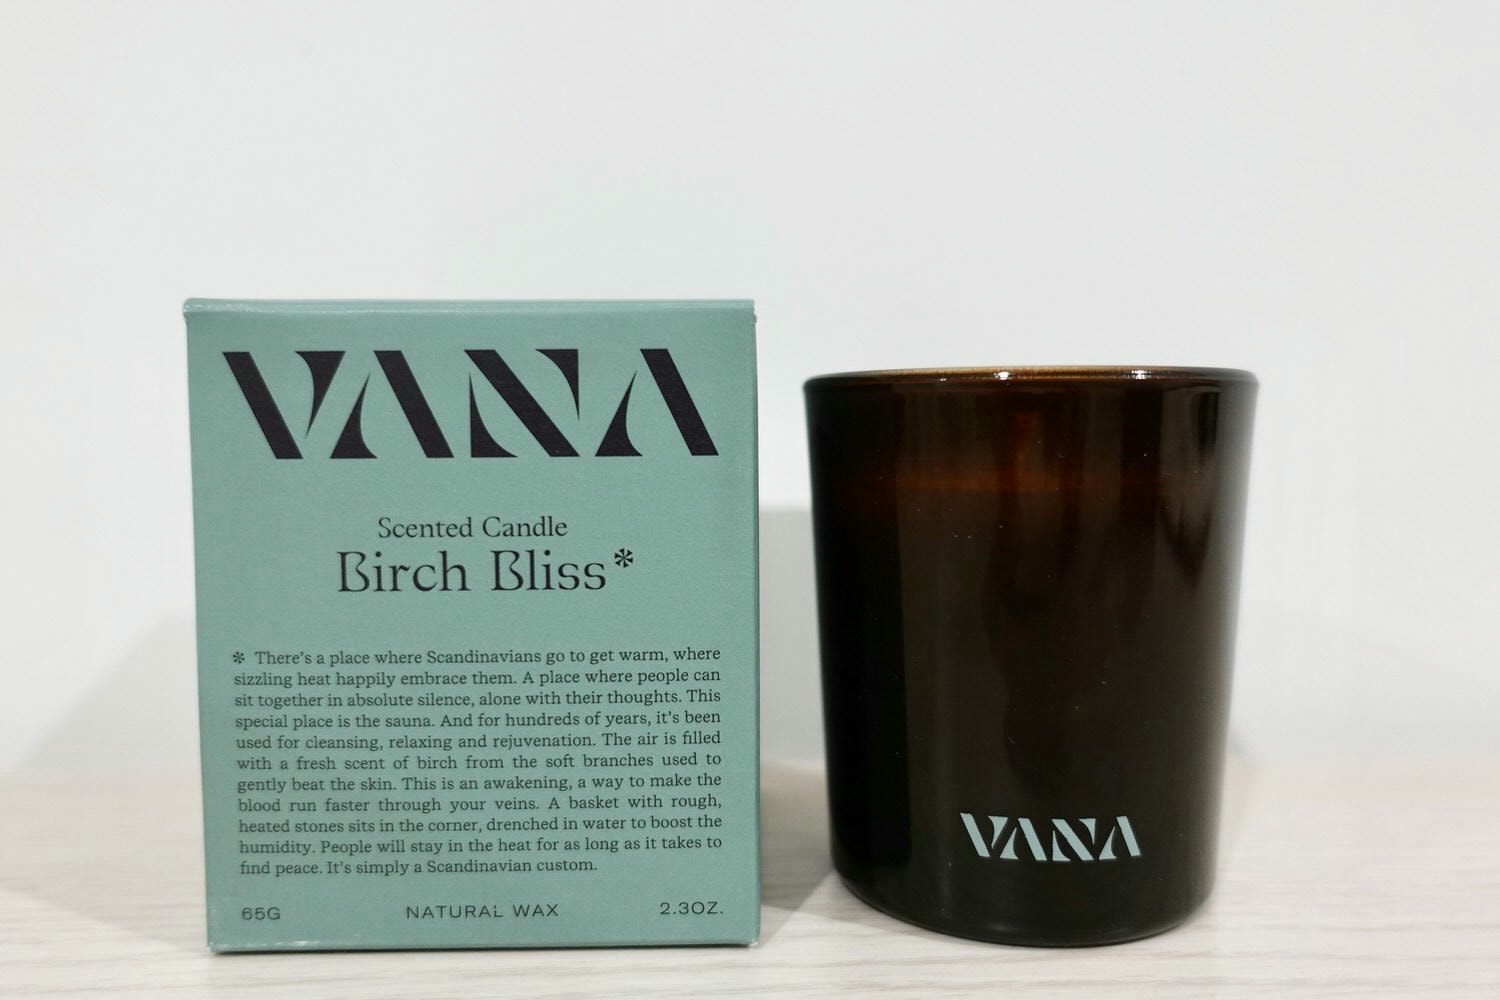 VANA
Scented Candle
Birch Bliss*
* There's a place where Scandinavians go to get warm, where
sizzling heat happily embrace them. A place where people can
sit together in absolute silence, alone with their thoughts. This
special place is the sauna. And for hundreds of years, it's been
used for cleansing, relaxing and rejuvenation. The air is filled
with a fresh scent of birch from the soft branches used to
gently beat the skin. This is an awakening, a way to make the
blood run faster through your veins. A basket with rough,
heated stones sits in the corner, drenched in water to boost the
humidity. People will stay in the heat for as long as it takes to
find peace. It's simply a Scandinavian custom.
65G NATURAL WAX 2.3OZ.
VANA